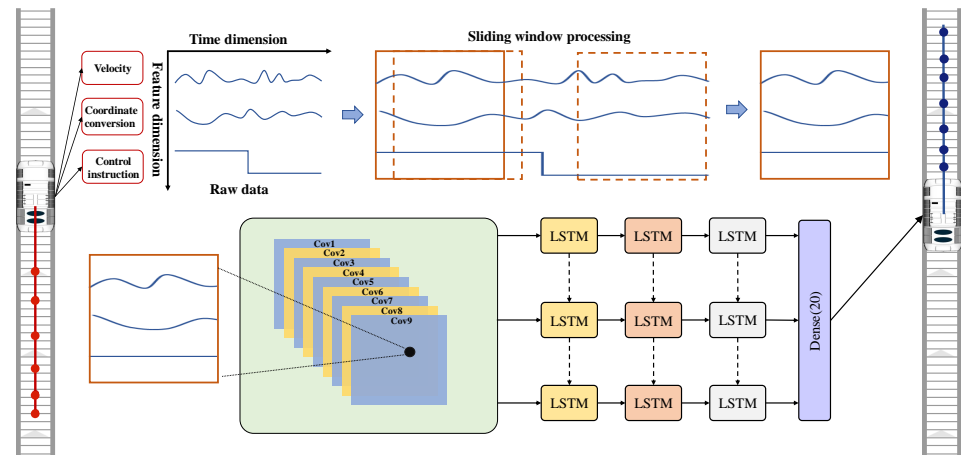 Time dimension
Sliding window processing
Velocity
Coordinate
conversion
Control
instruction
Feature dimension
Raw data
Cov1
Cov2
Cov3
Cov4
Cov5
Cov6
Cov7
Cov8
Cov9
LSTM
LSTM
LSTM
LSTM
LSTM
LSTM
LSTM
LSTM
LSTM
Dense(20)